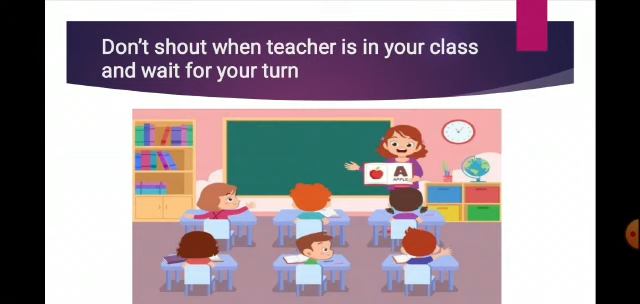 Don't shout when teacher is in your class
and wait for your turn
A
APPLE